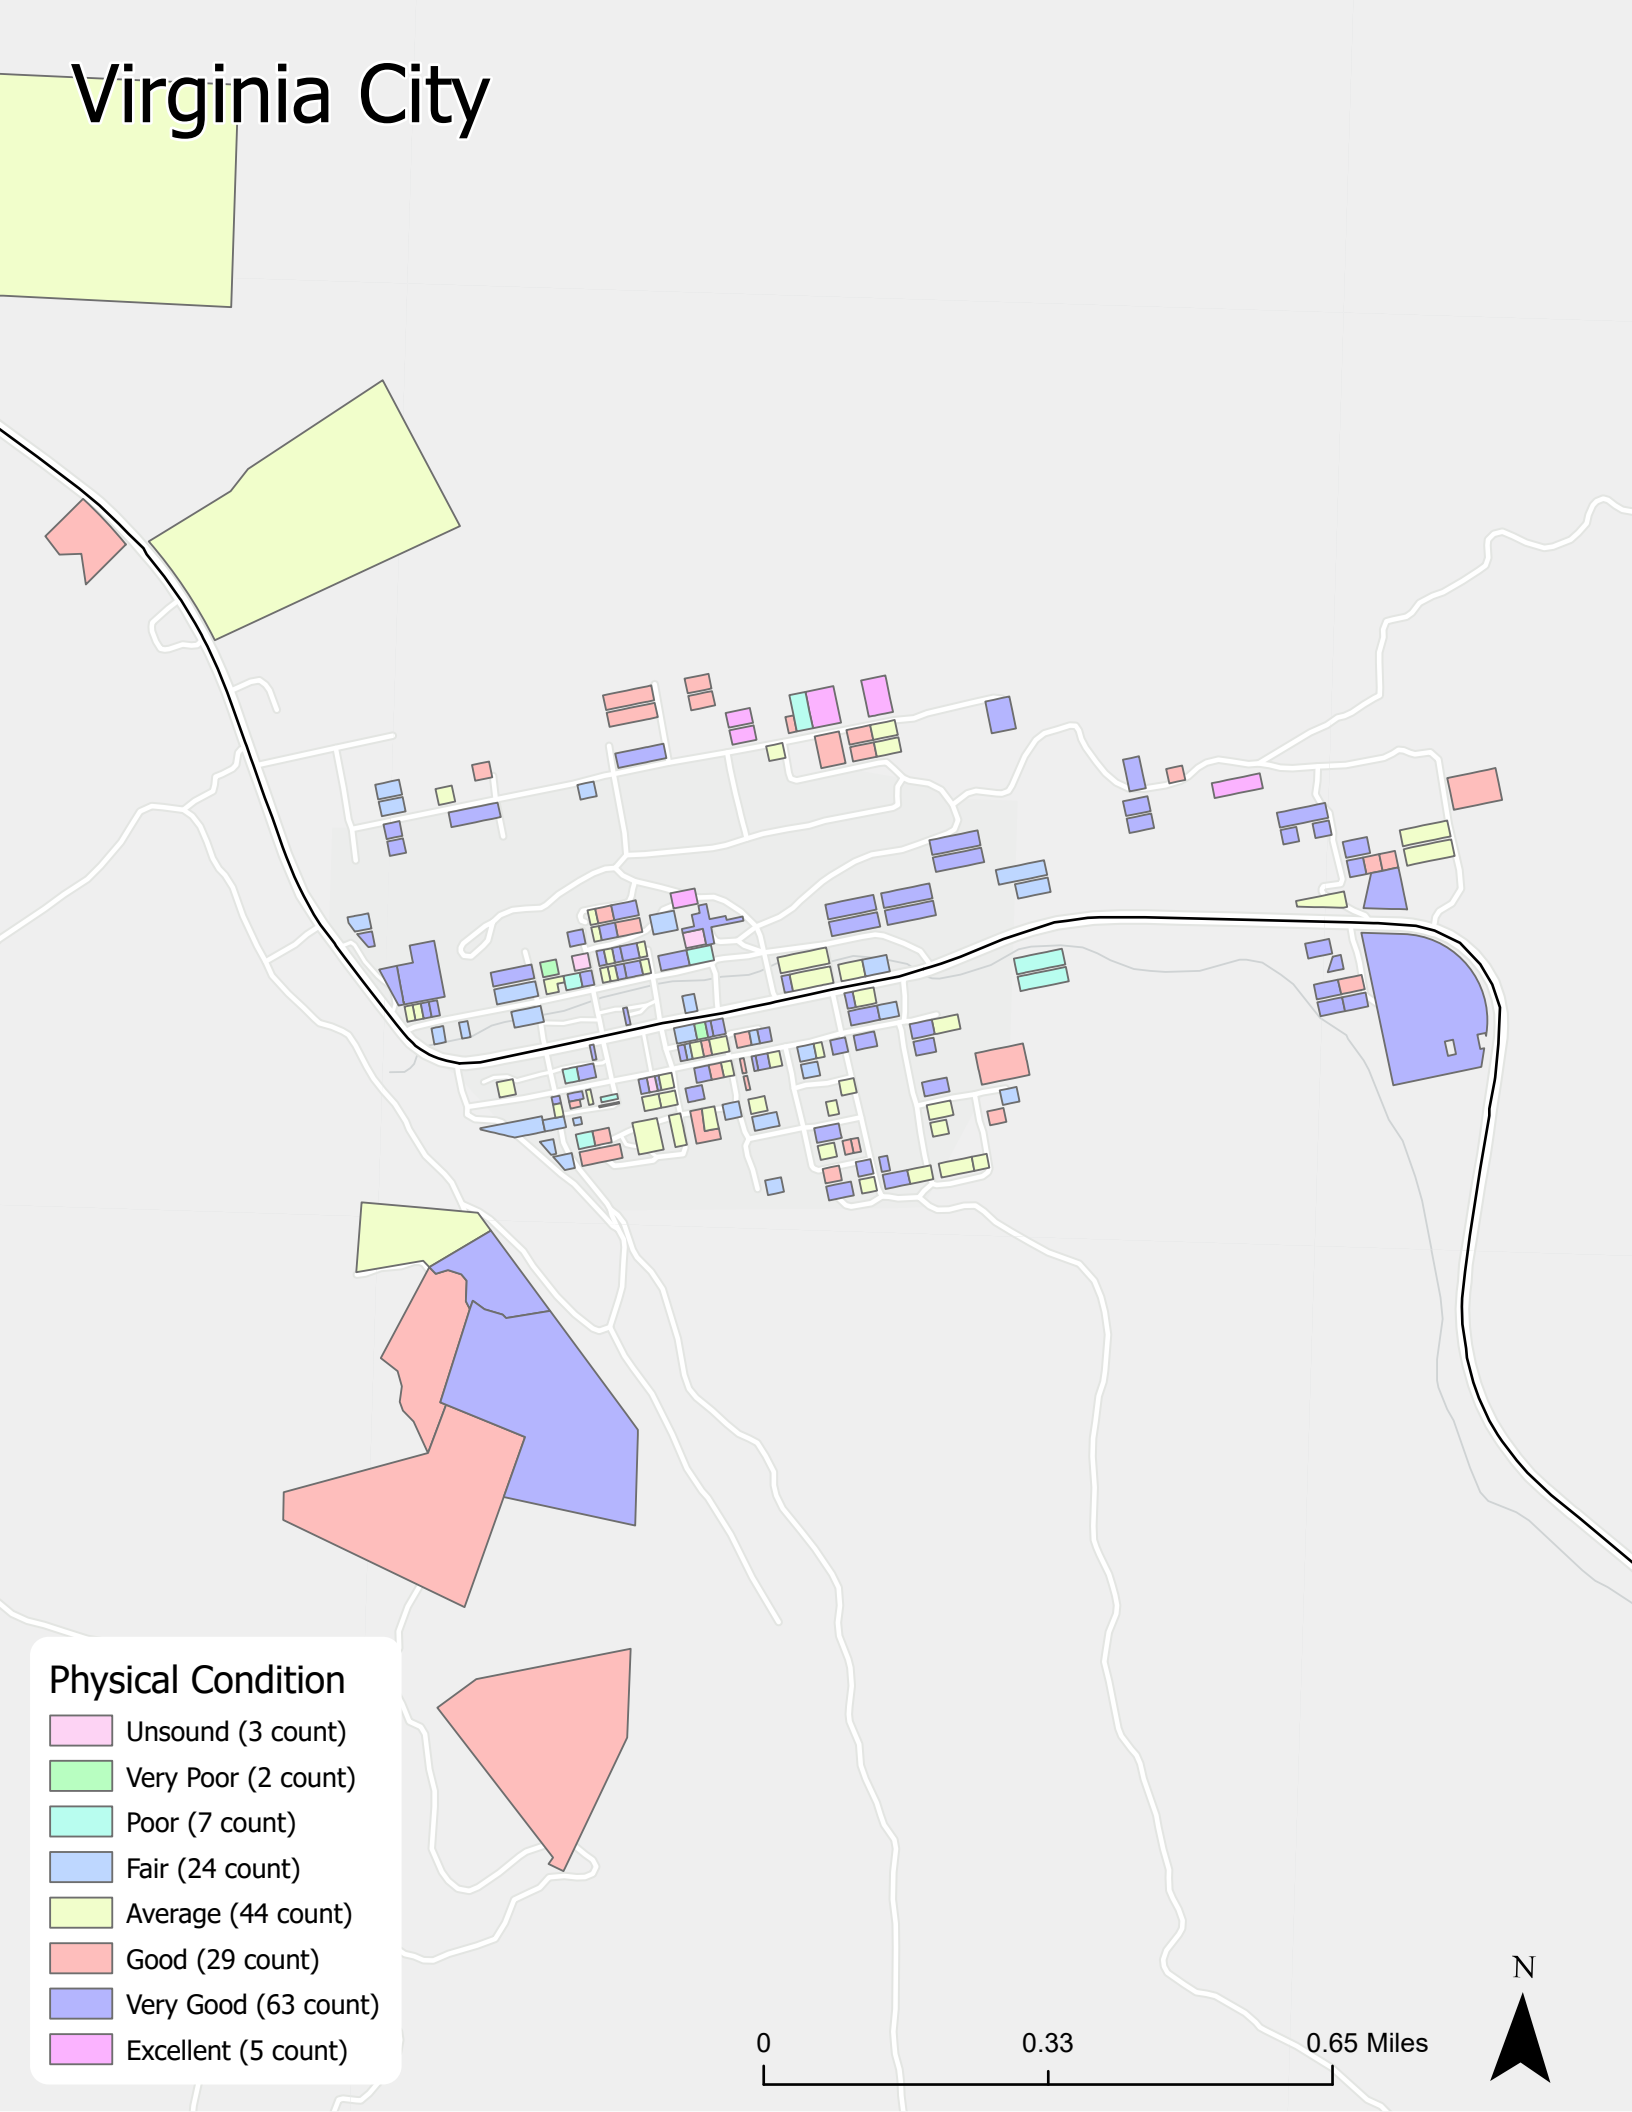 Virginia City
Physical Condition
Unsound (3 count)
Very Poor (2 count)
Poor (7 count)
Fair (24 count)
Average (44 count)
Good (29 count)
Very Good (63 count)
Excellent (5 count)
0 0.33 0.65 Miles
N